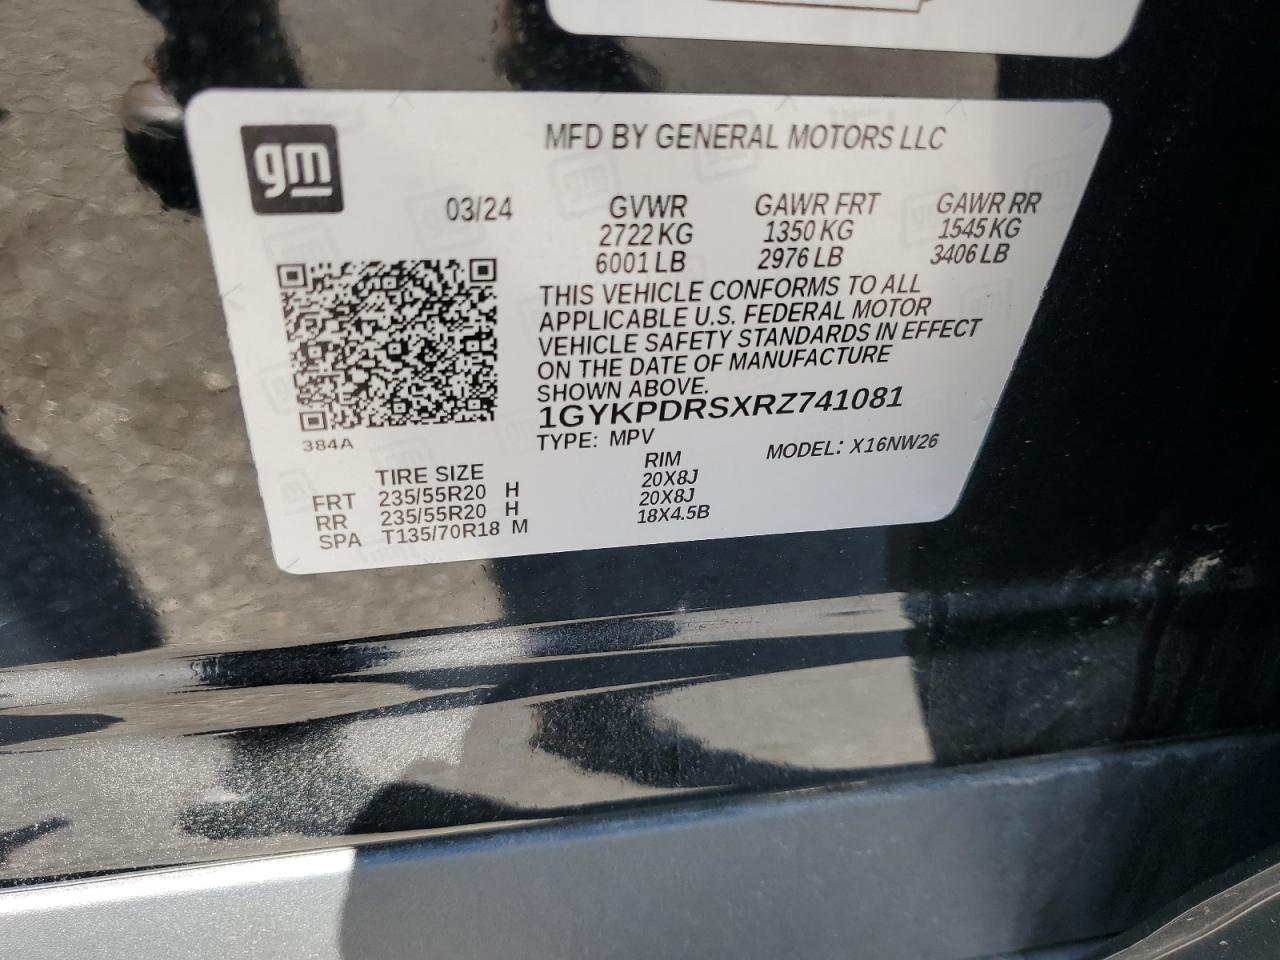 gm
MFD BY GENERAL MOTORS LLC
03/24 GVWR GAWR FRT GAWR RR
2722 KG 1350 KG 1545 KG
6001 LB 2976 LB 3406 LB
THIS VEHICLE CONFORMS TO ALL
APPLICABLE U.S. FEDERAL MOTOR
VEHICLE SAFETY STANDARDS IN EFFECT
ON THE DATE OF MANUFACTURE
SHOWN ABOVE.
1GYKPDRSXRZ741081
384A
TYPE: MPV MODEL: X16NW26
TIRE SIZE RIM
FRT 235/55R20 H 20X8J
RR 235/55R20 H 20X8J
SPA T135/70R18 M 18X4.5B